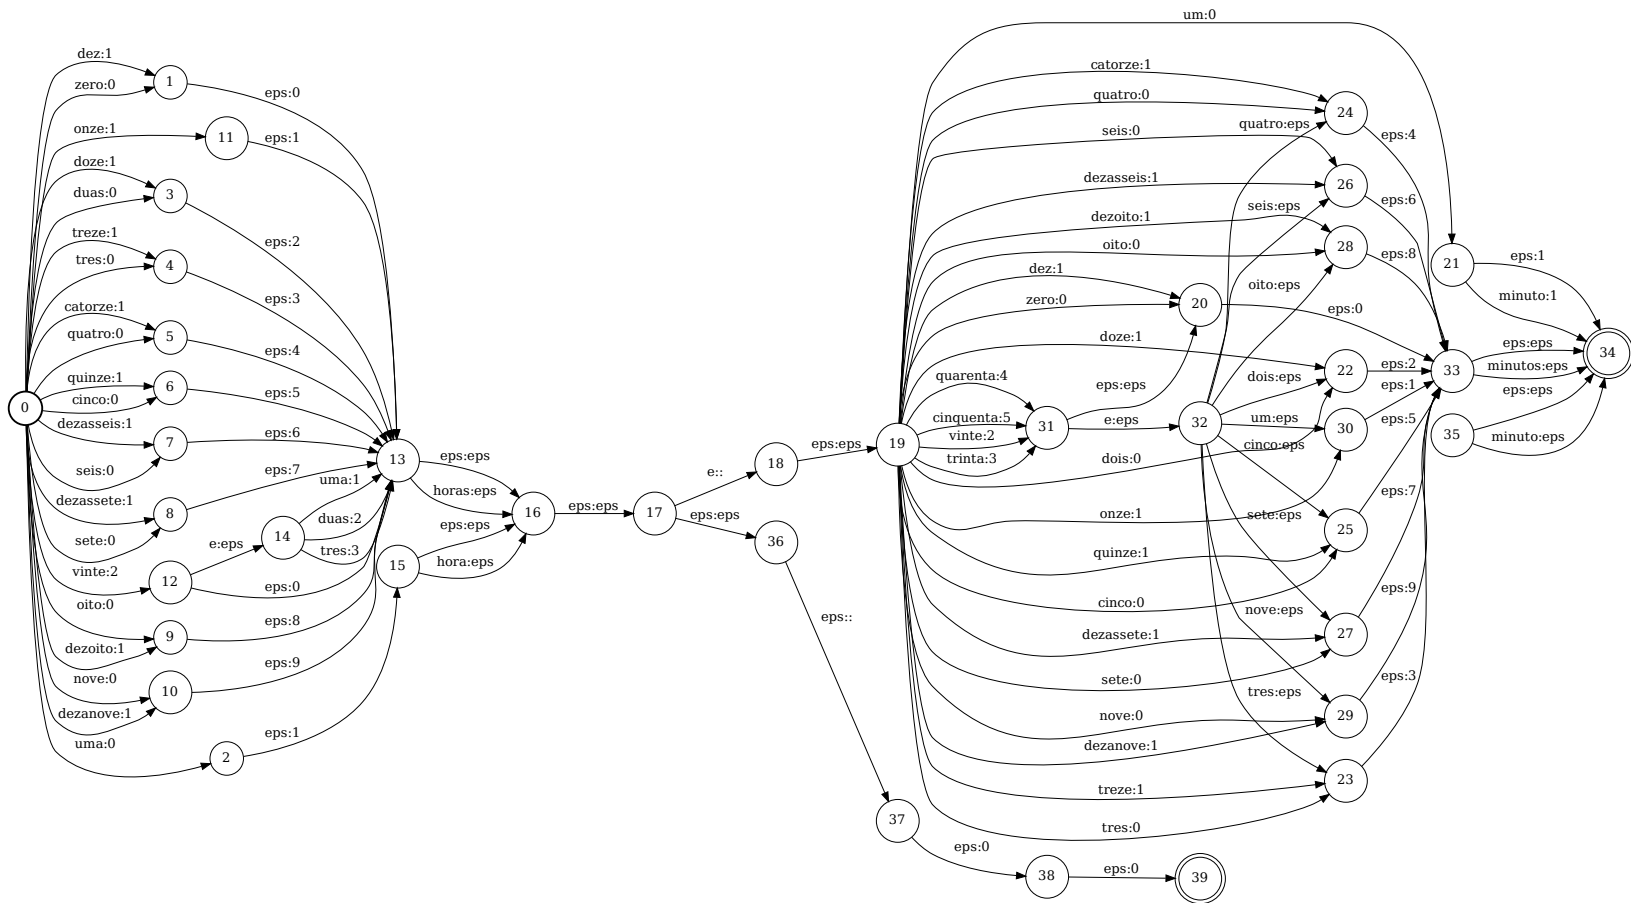 um:0
dez:1
catorze:1
zero:0
1
eps:0
quatro:0
24
quatro:eps
eps:4
onze:1
11
eps:1
seis:0
doze:1
duas:0
3
dezasseis:1
26
eps:6
seis:eps
dezoito:1
treze:1
eps:2
oito:0
28
eps:8
21
eps:1
tres:0
4
dez:1
oito:eps
minuto:1
eps:3
zero:0
20
eps:0
catorze:1
quatro:0
5
doze:1
eps:4
eps:eps
34
quarenta:4
eps:eps
dois:eps
22
eps:2
33
minutos:eps
quinze:1
6
eps:5
eps:1
eps:eps
cinco:0
0
cinquenta:5
31
e:eps
32
um:eps
30
eps:5
35
minuto:eps
dezasseis:1
7
eps:6
vinte:2
19
cinco:eps
seis:0
13
eps:eps
eps:eps
trinta:3
dois:0
eps:7
uma:1
e::
18
horas:eps
eps:7
dezassete:1
8
duas:2
16
eps:eps
17
eps:eps
onze:1
sete:eps
25
sete:0
e:eps
14
tres:3
eps:eps
36
quinze:1
vinte:2
12
15
hora:eps
eps:0
eps:9
oito:0
cinco:0
nove:eps
eps:8
eps::
dezoito:1
9
dezassete:1
27
eps:9
nove:0
10
sete:0
tres:eps
eps:3
dezanove:1
nove:0
29
uma:0
2
eps:1
dezanove:1
treze:1
23
37
tres:0
eps:0
38
eps:0
39